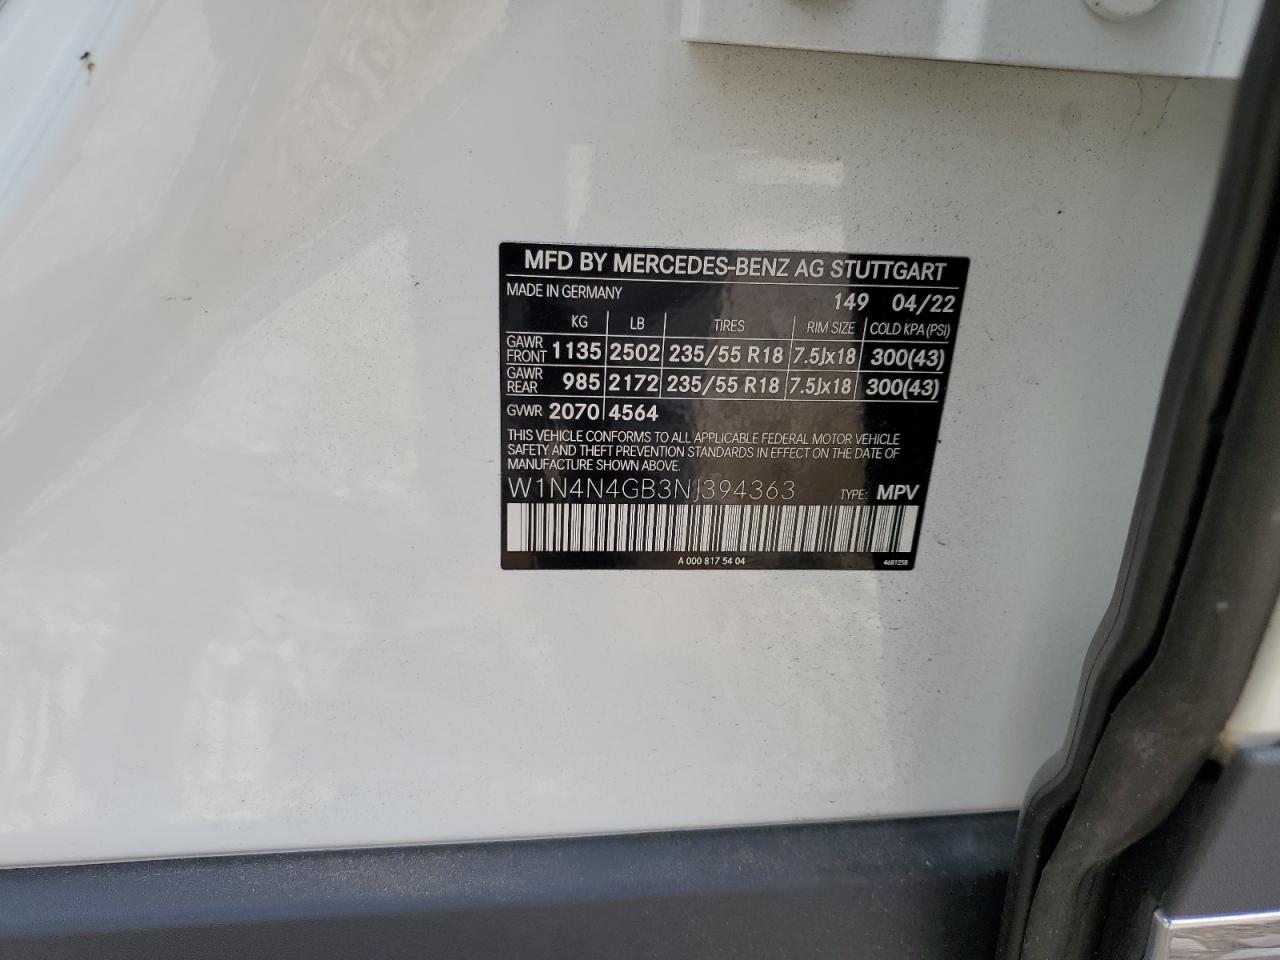 MFD BY MERCEDES-BENZ AG STUTTGART
MADE IN GERMANY 149 04/22
KG LB TIRES RIM SIZE COLD KPA (PSI)
GAWR FRONT 1135 2502 235/55 R18 7.5Jx18 300(43)
GAWR REAR 985 2172 235/55 R18 7.5Jx18 300(43)
GVWR 2070 4564
THIS VEHICLE CONFORMS TO ALL APPLICABLE FEDERAL MOTOR VEHICLE
SAFETY AND THEFT PREVENTION STANDARDS IN EFFECT ON THE DATE OF
MANUFACTURE SHOWN ABOVE.
W1N4N4GB3NJ394363 TYPE: MPV
A 000 817 54 04